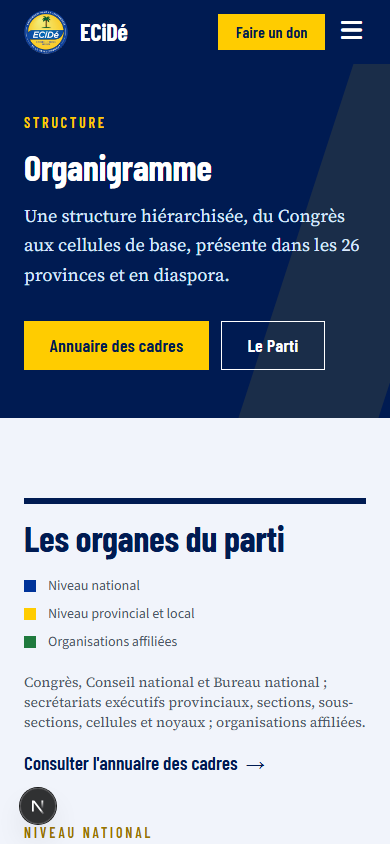 ECiDé
ECiDé
Faire un don
STRUCTURE
Organigramme
Une structure hiérarchisée, du Congrès
aux cellules de base, présente dans les 26
provinces et en diaspora.
Annuaire des cadres
Le Parti
Les organes du parti
Niveau national
Niveau provincial et local
Organisations affiliées
Congrès, Conseil national et Bureau national ;
secrétariats exécutifs provinciaux, sections, sous-
sections, cellules et noyaux ; organisations affiliées.
Consulter l'annuaire des cadres →
N
NIVEAU NATIONAL